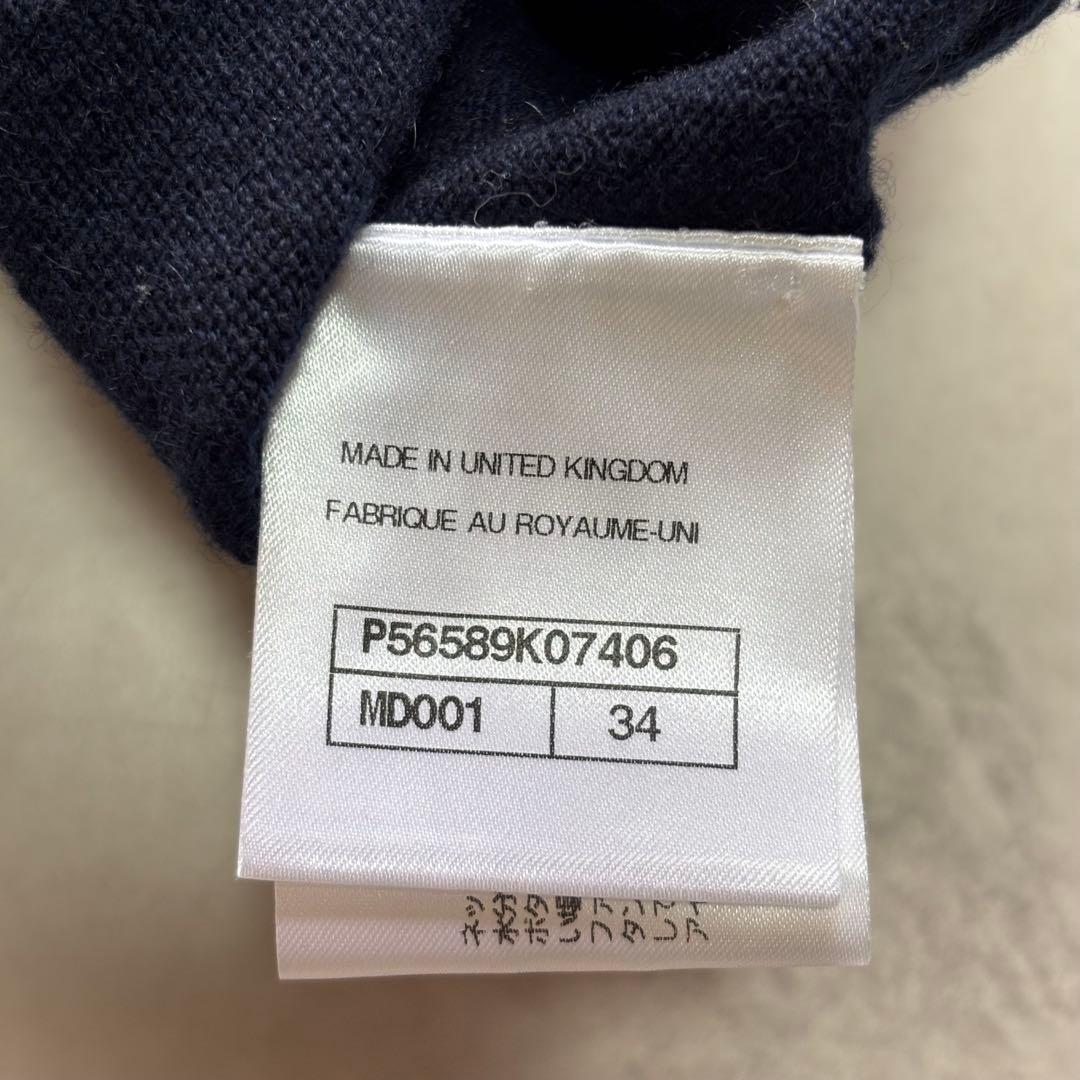 MADE IN UNITED KINGDOM
FABRIQUE AU ROYAUME-UNI
P56589K07406
MD001 34